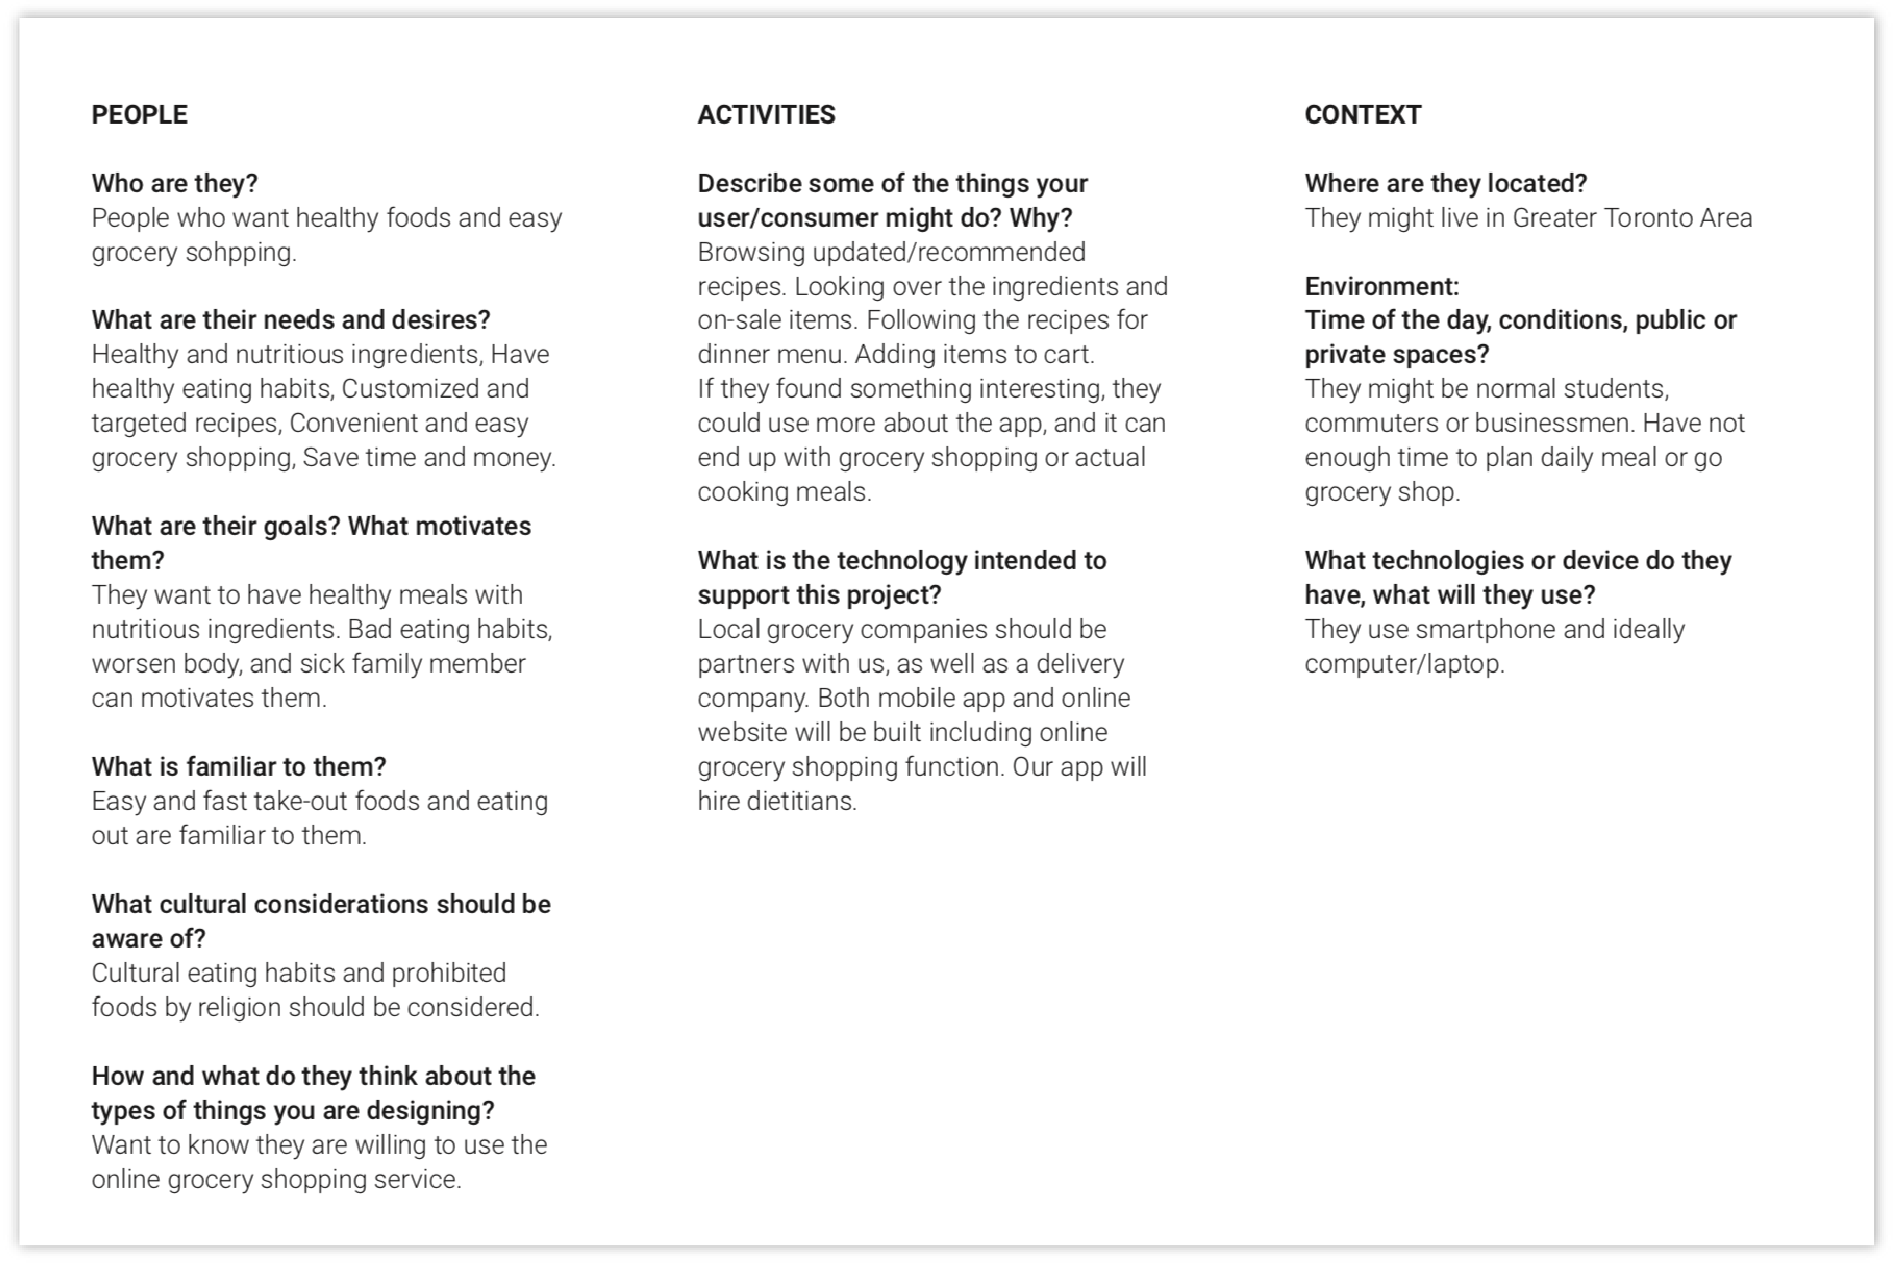 PEOPLE
Who are they?
People who want healthy foods and easy
grocery sohpping.
What are their needs and desires?
Healthy and nutritious ingredients, Have
healthy eating habits, Customized and
targeted recipes, Convenient and easy
grocery shopping, Save time and money.
What are their goals? What motivates
them?
They want to have healthy meals with
nutritious ingredients. Bad eating habits,
worsen body, and sick family member
can motivates them.
What is familiar to them?
Easy and fast take-out foods and eating
out are familiar to them.
What cultural considerations should be
aware of?
Cultural eating habits and prohibited
foods by religion should be considered.
How and what do they think about the
types of things you are designing?
Want to know they are willing to use the
online grocery shopping service.
ACTIVITIES
Describe some of the things your
user/consumer might do? Why?
Browsing updated/recommended
recipes. Looking over the ingredients and
on-sale items. Following the recipes for
dinner menu. Adding items to cart.
If they found something interesting, they
could use more about the app, and it can
end up with grocery shopping or actual
cooking meals.
What is the technology intended to
support this project?
Local grocery companies should be
partners with us, as well as a delivery
company. Both mobile app and online
website will be built including online
grocery shopping function. Our app will
hire dietitians.
CONTEXT
Where are they located?
They might live in Greater Toronto Area
Environment:
Time of the day, conditions, public or
private spaces?
They might be normal students,
commuters or businessmen. Have not
enough time to plan daily meal or go
grocery shop.
What technologies or device do they
have, what will they use?
They use smartphone and ideally
computer/laptop.